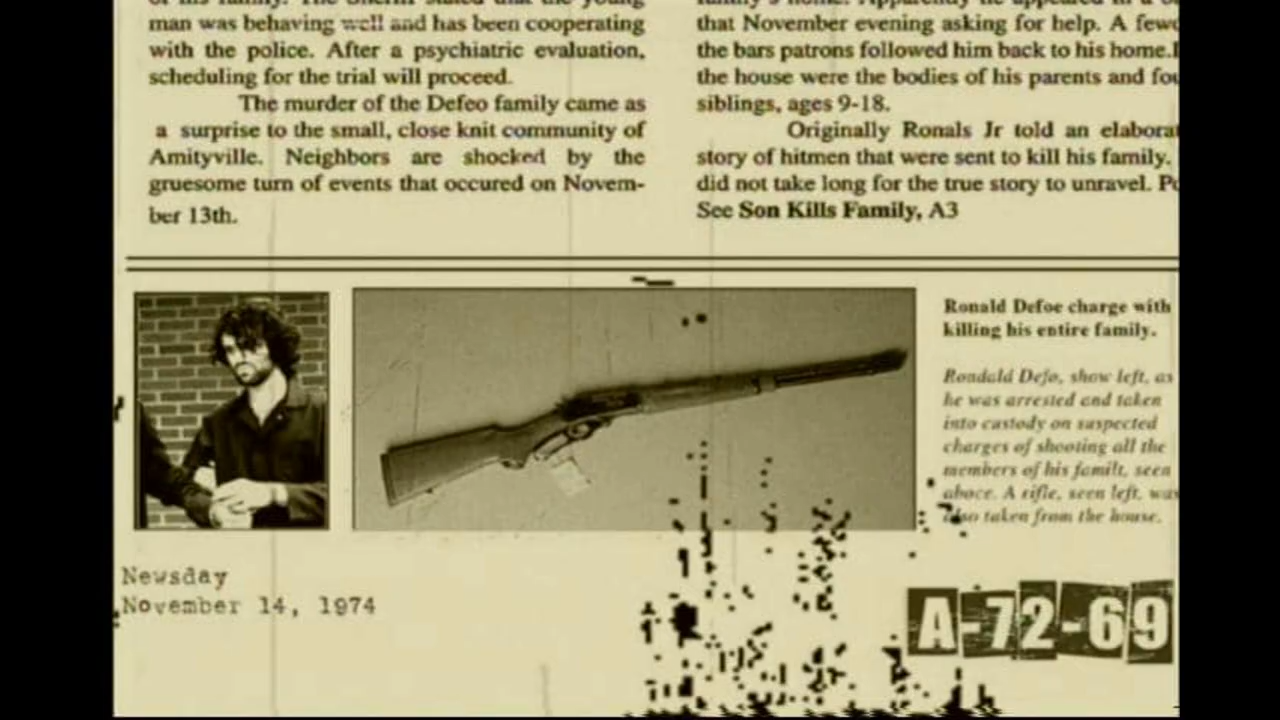 man was behaving well and has been cooperating
with the police. After a psychiatric evaluation,
scheduling for the trial will proceed.
The murder of the Defeo family came as
a surprise to the small, close knit community of
Amityville. Neighbors are shocked by the
gruesome turn of events that occured on Novem-
ber 13th.
that November evening asking for help. A few
the bars patrons followed him back to his home.
the house were the bodies of his parents and
siblings, ages 9-18.
Originally Ronals Jr told an
story of hitmen that were sent to kill his family.
did not take long for the true story to unravel.
See Son Kills Family, A3
Ronald Defoe charge with
killing his entire family.
Rondald Defo, show left, as
he was arrested and taken
into custody on suspected
charges of shooting all the
members of his familt, seen
above. A rifle, seen left, was
also taken from the house.
Newsday
November 14, 1974
A-72-69